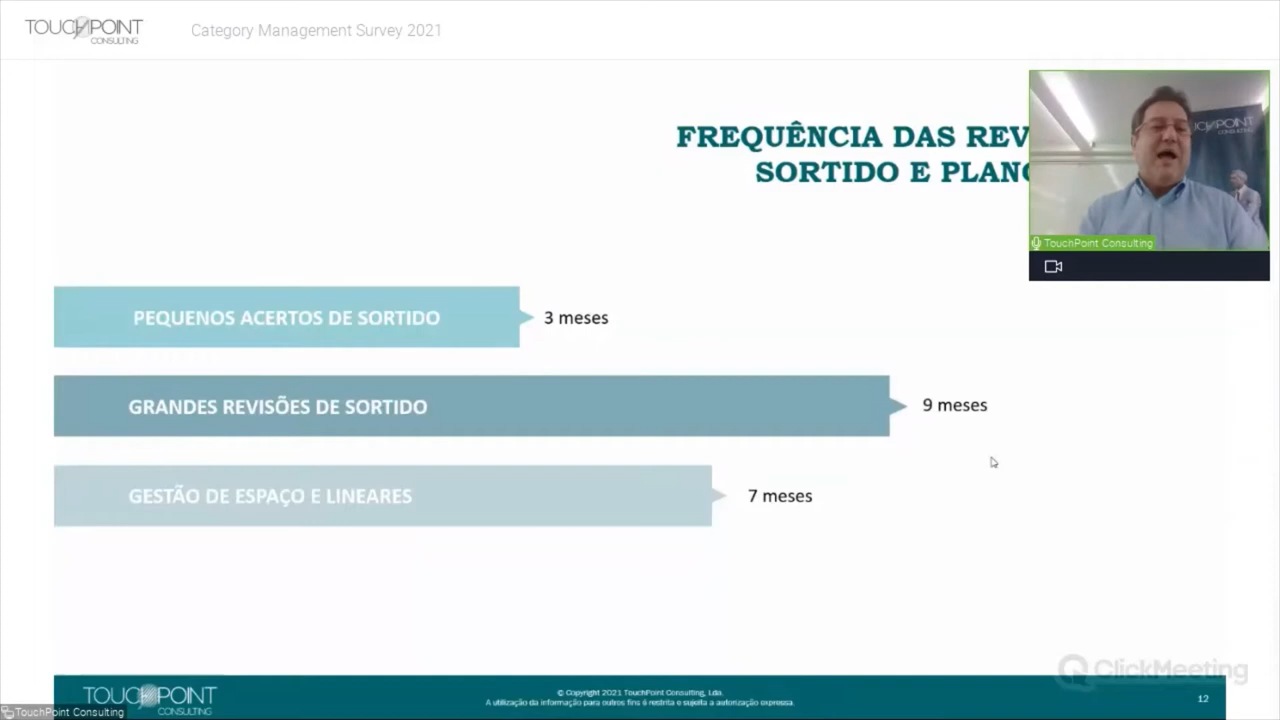 TOUCHPOINT
CONSULTING
Category Management Survey 2021
FREQUÊNCIA DAS REV
SORTIDO E PLANO
TOUCHPOINT
CONSULTING
TouchPoint Consulting
PEQUENOS ACERTOS DE SORTIDO
3 meses
GRANDES REVISÕES DE SORTIDO
9 meses
GESTÃO DE ESPAÇO E LINEARES
7 meses
ClickMeeting
TOUCHPOINT
CONSULTING
© Copyright 2021 TouchPoint Consulting, Lda.
A utilização da informação para outros fins é restrita e sujeita a autorização expressa.
12
TouchPoint Consulting